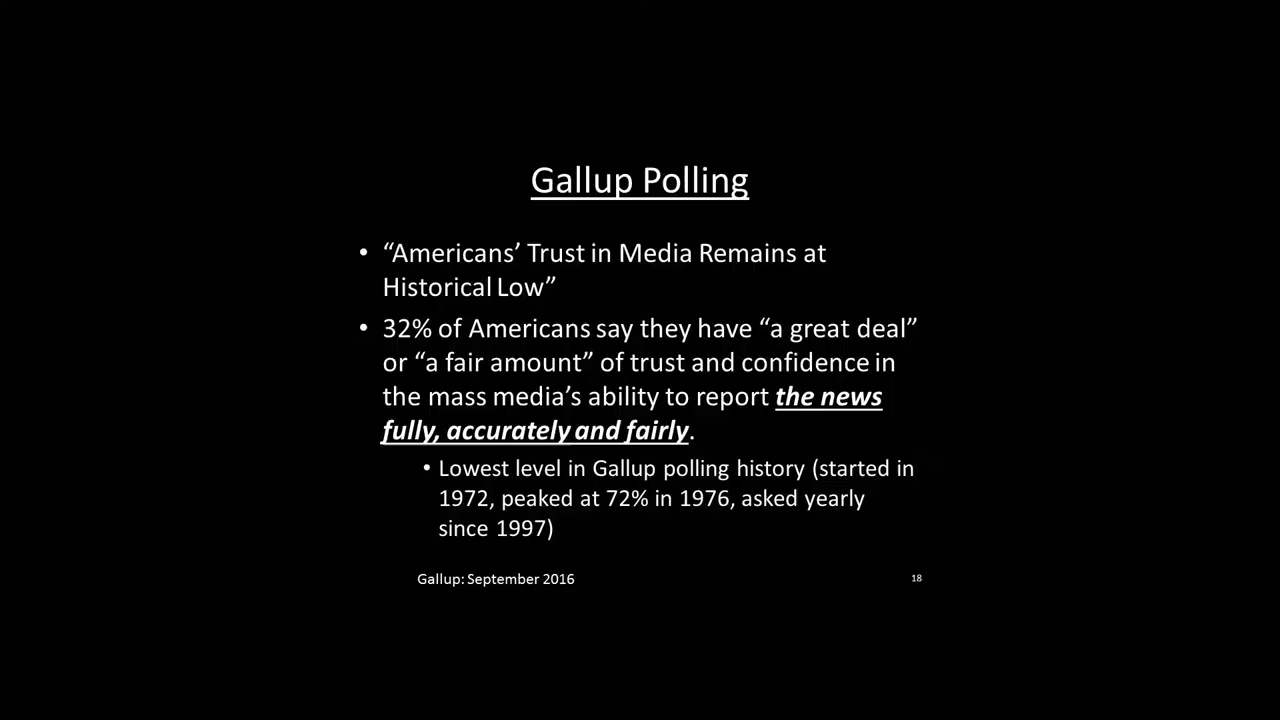 Gallup Polling
• “Americans’ Trust in Media Remains at
Historical Low”
• 32% of Americans say they have “a great deal”
or “a fair amount” of trust and confidence in
the mass media’s ability to report the news
fully, accurately and fairly.
• Lowest level in Gallup polling history (started in
1972, peaked at 72% in 1976, asked yearly
since 1997)
Gallup: September 2016
18